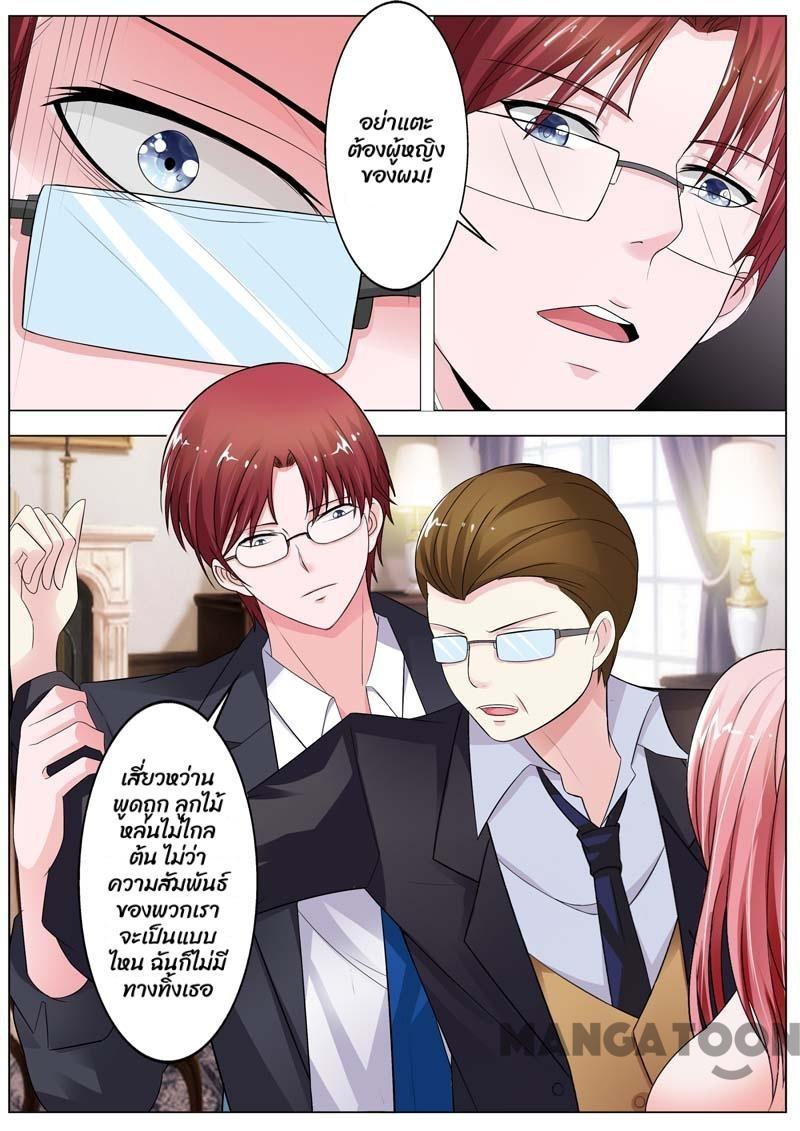 อย่าแตะ
ต้องผู้หญิง
ของผม!
เสี่ยวหว่าน
พูดถูก ลูกไม้
หล่นไม่ไกล
ต้น ไม่ว่า
ความสัมพันธ์
ของพวกเรา
จะเป็นแบบ
ไหน ฉันก็ไม่มี
ทางทิ้งเธอ
MANGATOON